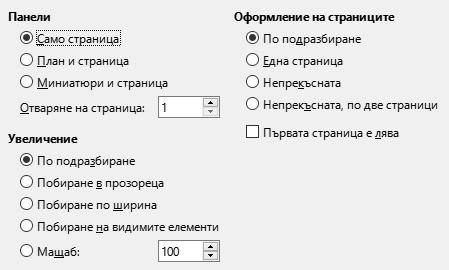 Панели
Само страница
План и страница
Миниатюри и страница
Отваряне на страница: 1
Увеличение
По подразбиране
Побиране в прозореца
Побиране по ширина
Побиране на видимите елементи
Мащаб: 100
Оформление на страниците
По подразбиране
Една страница
Непрекъсната
Непрекъсната, по две страници
Първата страница е лява